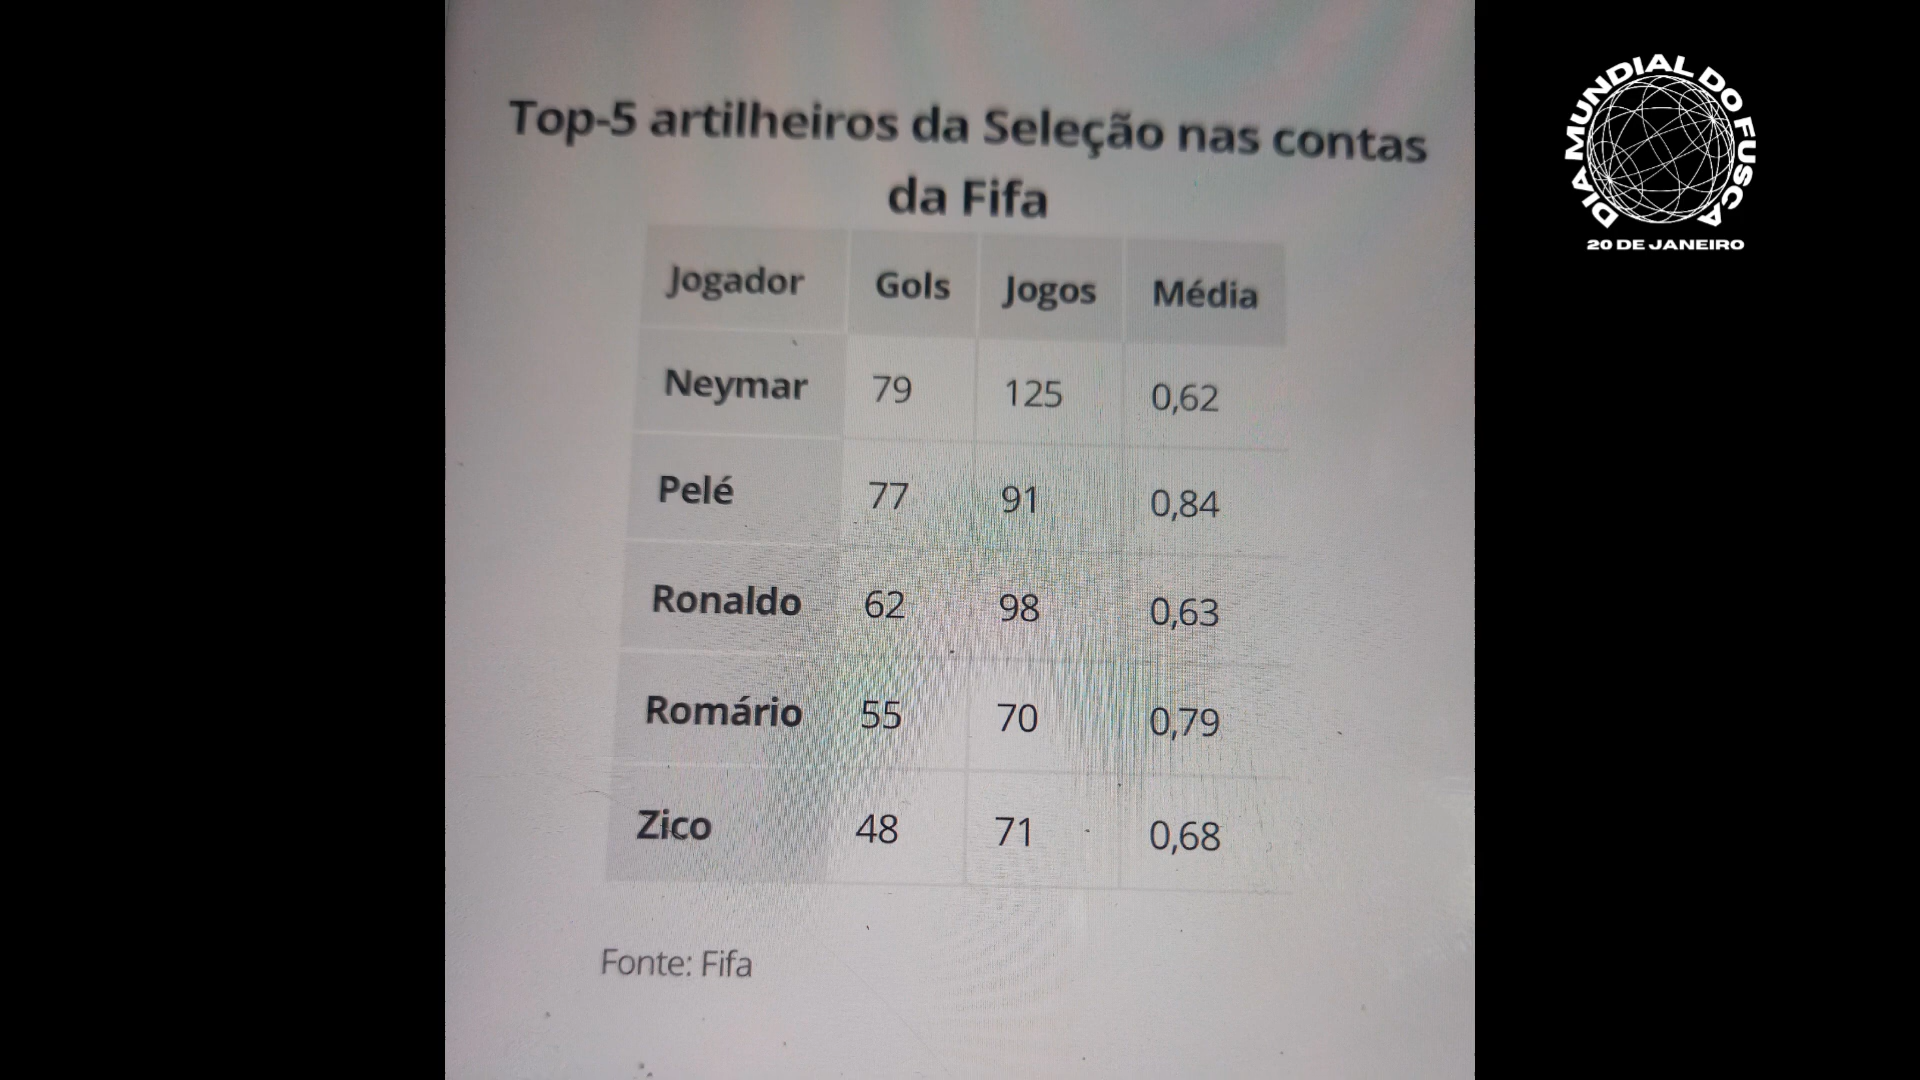 Top-5 artilheiros da Seleção nas contas
da Fifa
Jogador Gols Jogos Média
Neymar 79 125 0,62
Pelé 77 91 0,84
Ronaldo 62 98 0,63
Romário 55 70 0,79
Zico 48 71 0,68
Fonte: Fifa
DIA MUNDIAL DO FUSCA
20 DE JANEIRO